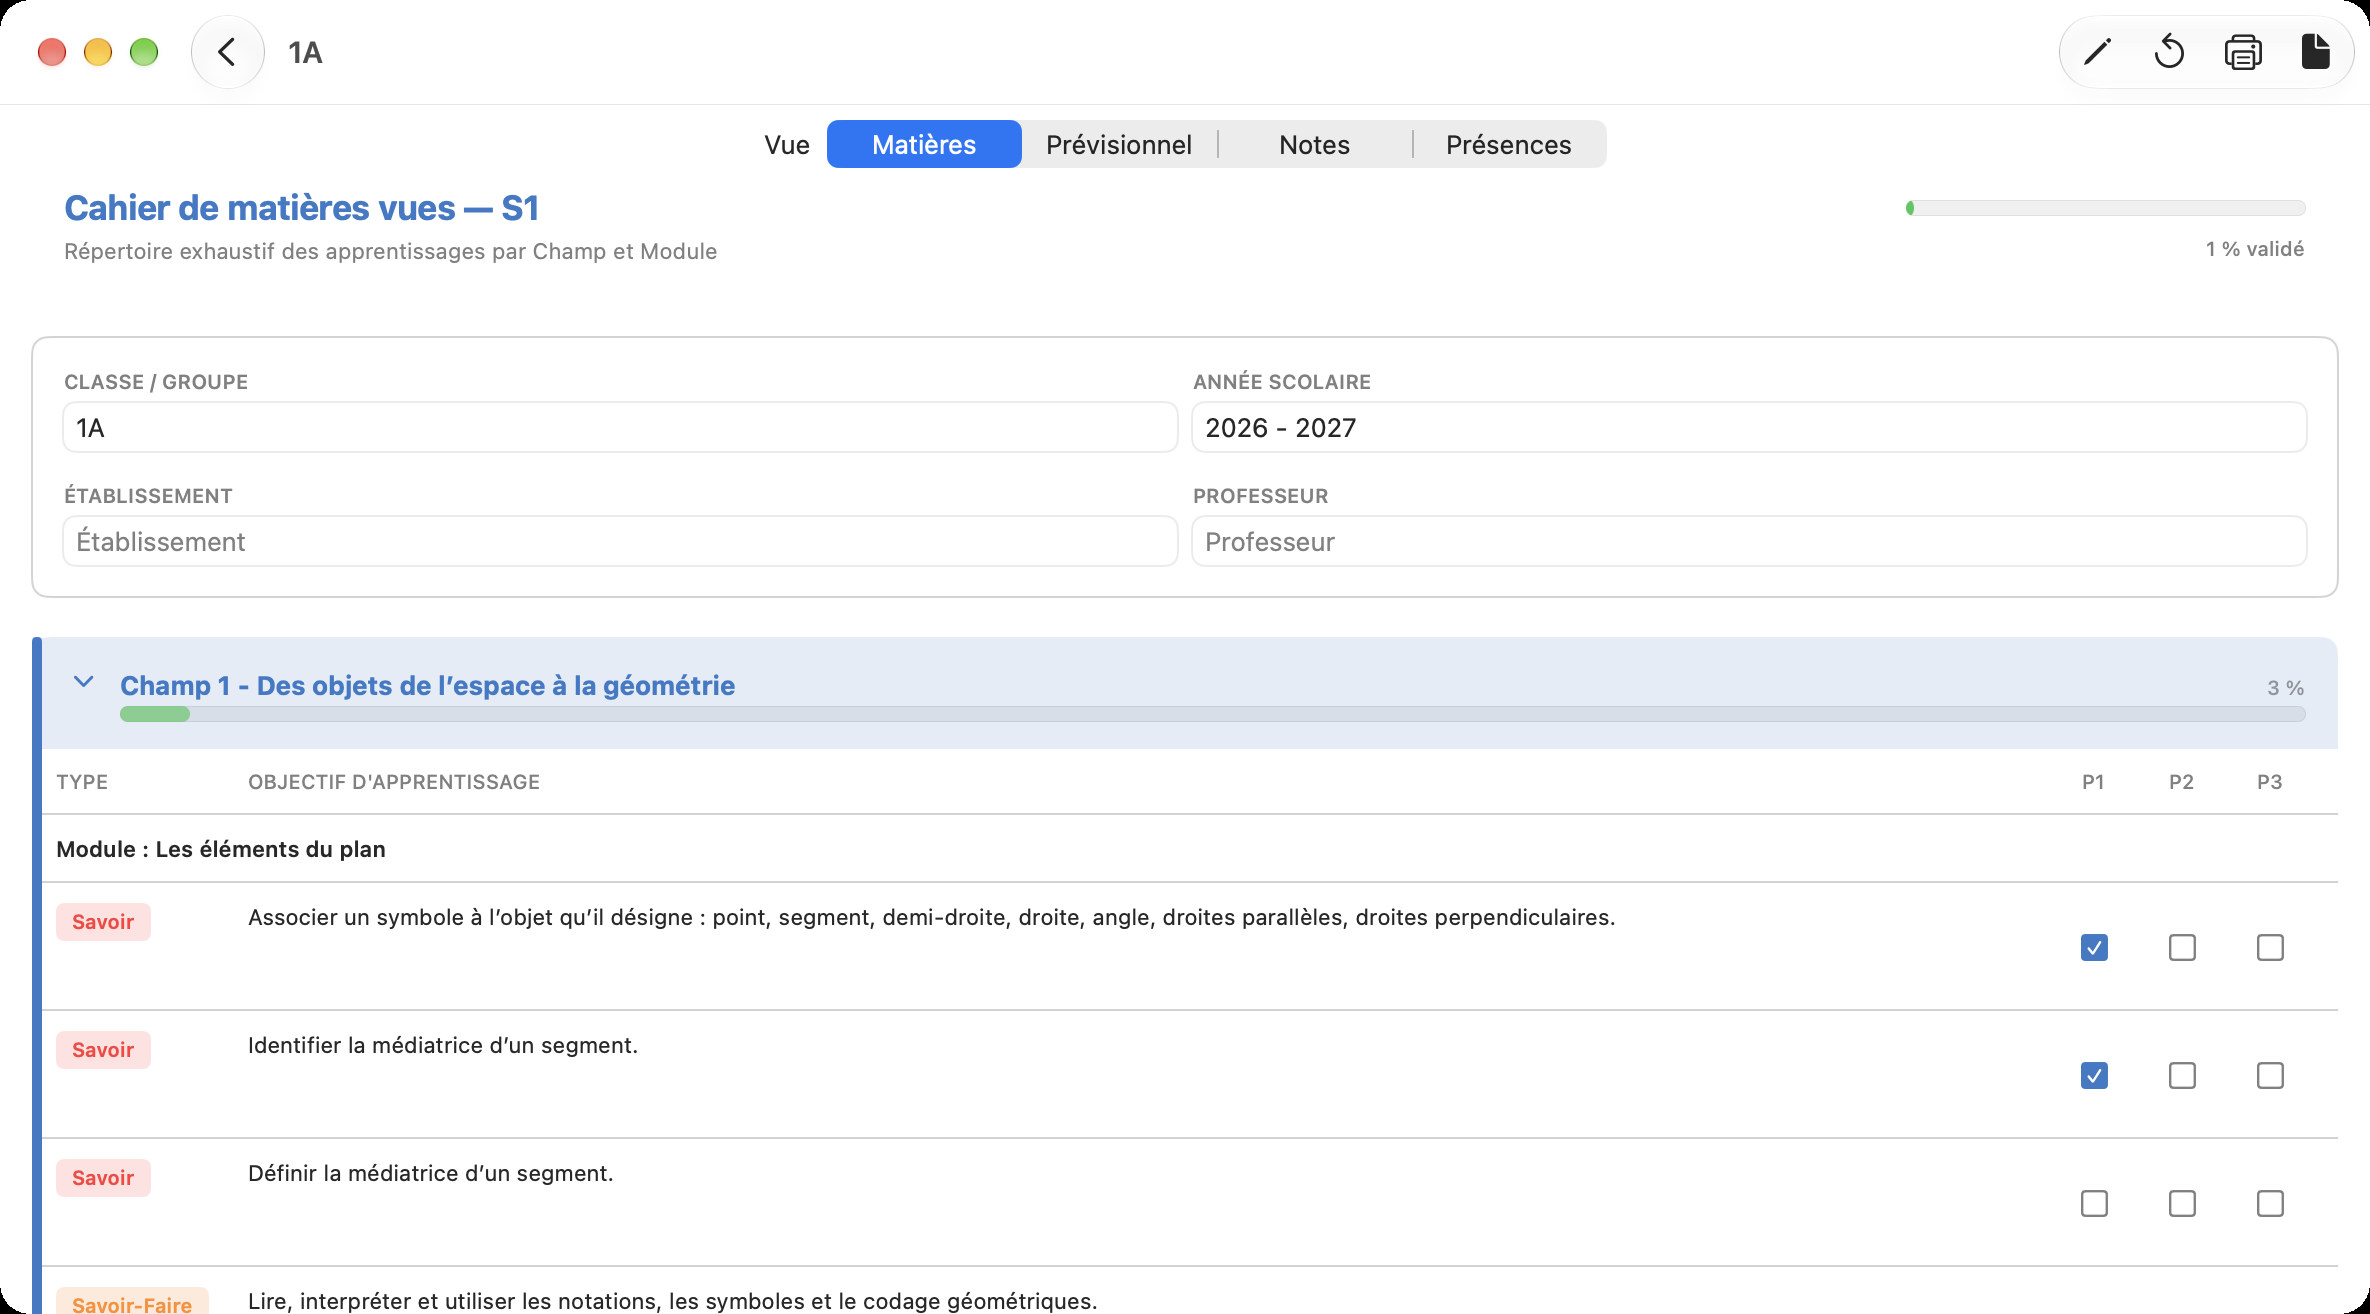 1A
Vue Matières Prévisionnel Notes Présences
Cahier de matières vues — S1
Répertoire exhaustif des apprentissages par Champ et Module
1 % validé
CLASSE / GROUPE
1A
ANNÉE SCOLAIRE
2026 - 2027
ÉTABLISSEMENT
Établissement
PROFESSEUR
Professeur
Champ 1 - Des objets de l’espace à la géométrie
3 %
TYPE OBJECTIF D'APPRENTISSAGE P1 P2 P3
Module : Les éléments du plan
Savoir Associer un symbole à l’objet qu’il désigne : point, segment, demi-droite, droite, angle, droites parallèles, droites perpendiculaires.
Savoir Identifier la médiatrice d’un segment.
Savoir Définir la médiatrice d’un segment.
Savoir-Faire Lire, interpréter et utiliser les notations, les symboles et le codage géométriques.